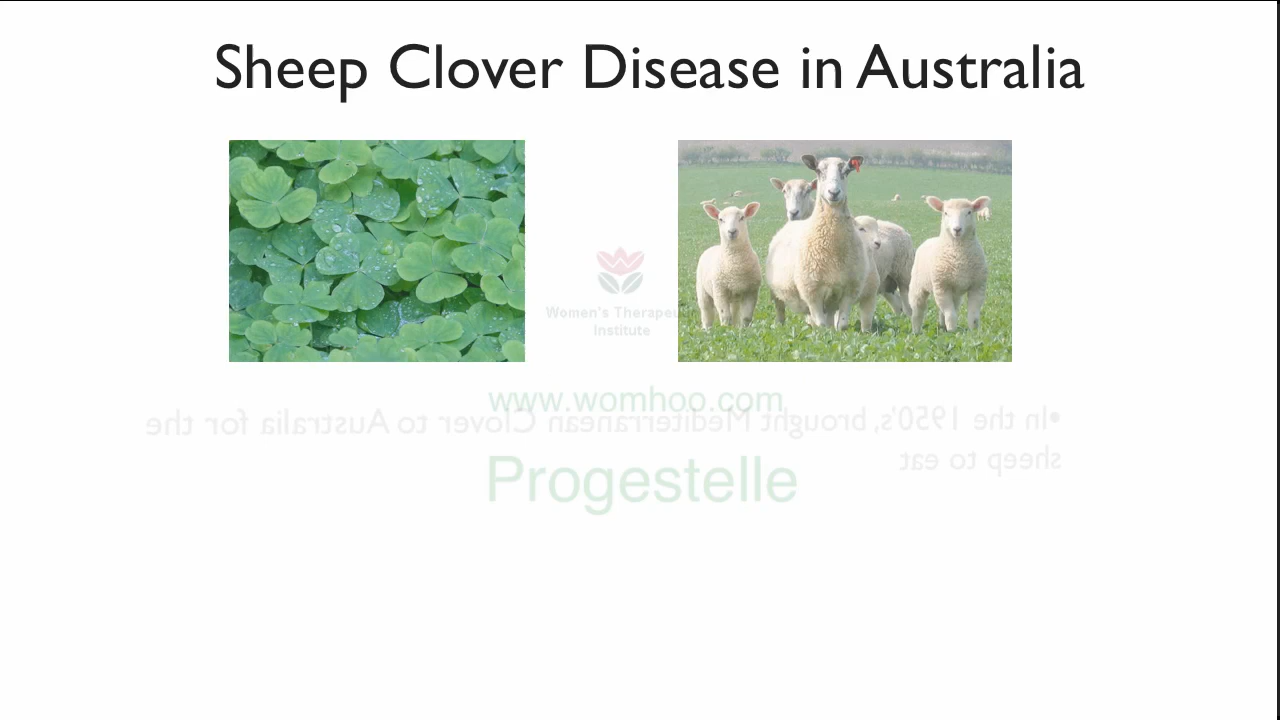 Sheep Clover Disease in Australia
Women's Therapeutic
Institute
www.womhoo.com
•In the 1950's, brought Mediterranean Clover to Australia for the
sheep to eat
Progestelle